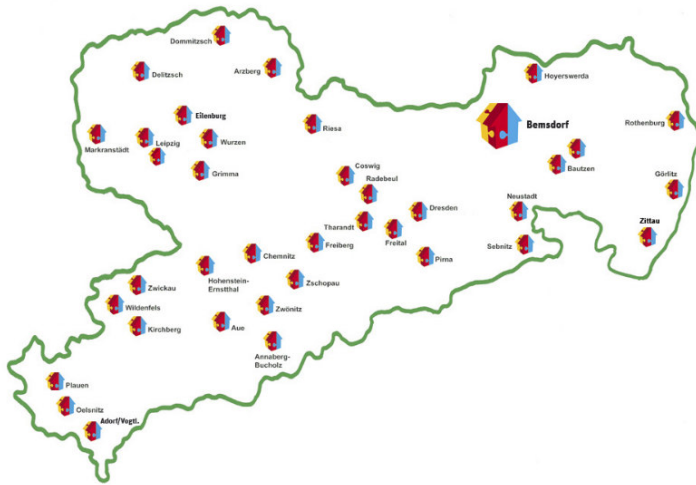 Dommitzsch
Delitzsch
Arzberg
Hoyerswerda
Eilenburg
Bernsdorf
Rothenburg
Riesa
Markranstädt
Leipzig
Wurzen
Grimma
Coswig
Bautzen
Radebeul
Görlitz
Neustadt
Dresden
Zittau
Tharandt
Freital
Freiberg
Sebnitz
Chemnitz
Pirna
Hohenstein-
Ernstthal
Zschopau
Zwickau
Wildenfels
Zwönitz
Kirchberg
Aue
Annaberg-
Bucholz
Plauen
Oelsnitz
Adorf/Vogtl.